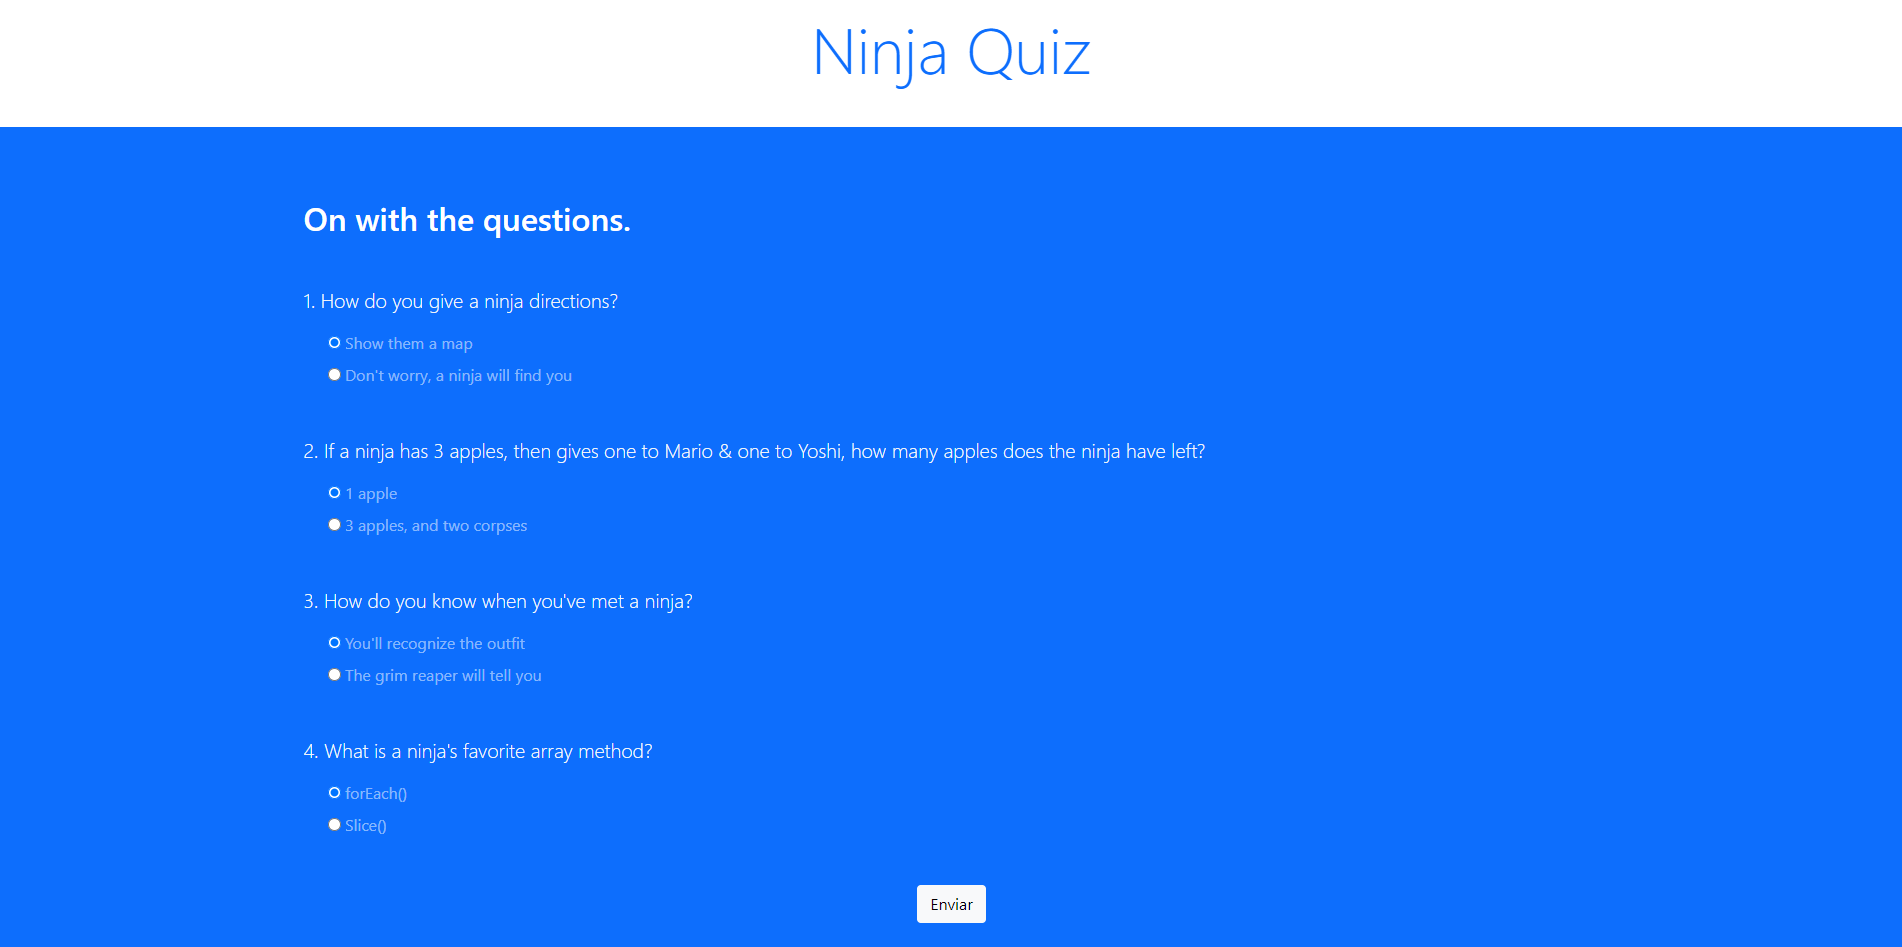 Ninja Quiz
On with the questions.
1. How do you give a ninja directions?
Show them a map
Don't worry, a ninja will find you
2. If a ninja has 3 apples, then gives one to Mario & one to Yoshi, how many apples does the ninja have left?
1 apple
3 apples, and two corpses
3. How do you know when you've met a ninja?
You'll recognize the outfit
The grim reaper will tell you
4. What is a ninja's favorite array method?
forEach()
Slice()
Enviar